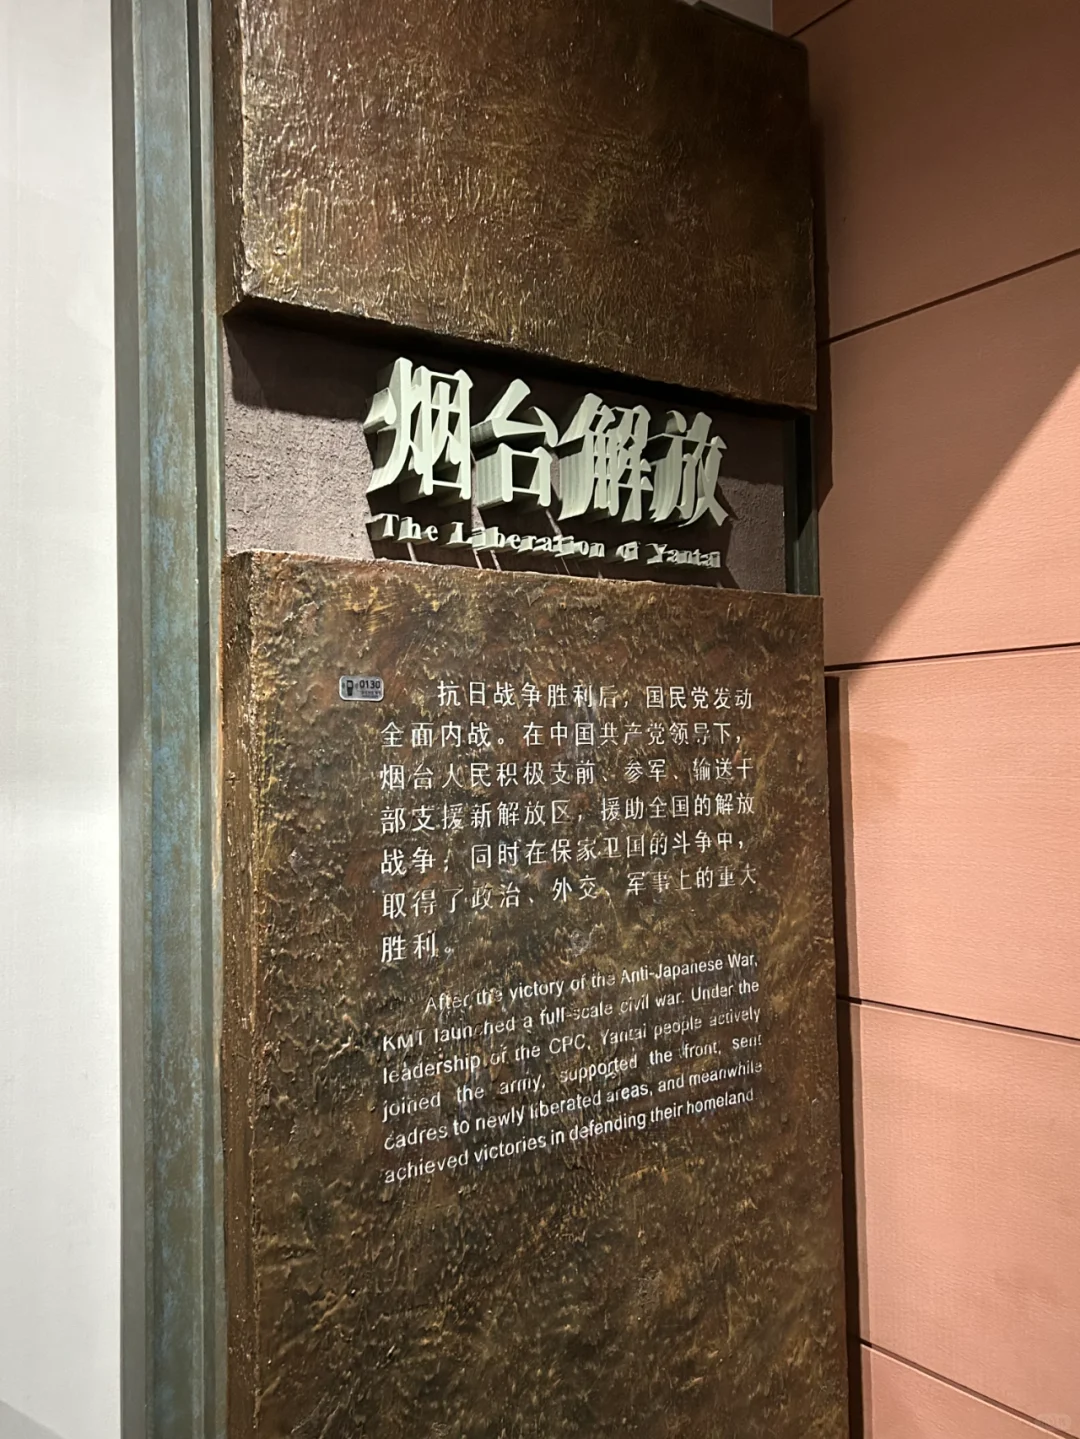 烟台解放
The Liberation of Yantai
0130
抗日战争胜利后，国民党发动
全面内战。在中国共产党领导下，
烟台人民积极支前、参军、输送干
部支援新解放区，援助全国的解放
战争；同时在保家卫国的斗争中，
取得了政治、外交、军事上的重大
胜利。
After the victory of the Anti-Japanese War,
KMT launched a full-scale civil war. Under the
leadership of the CPC, Yantai people actively
joined the army, supported the front, sent
cadres to newly liberated areas, and meanwhile
achieved victories in defending their homeland